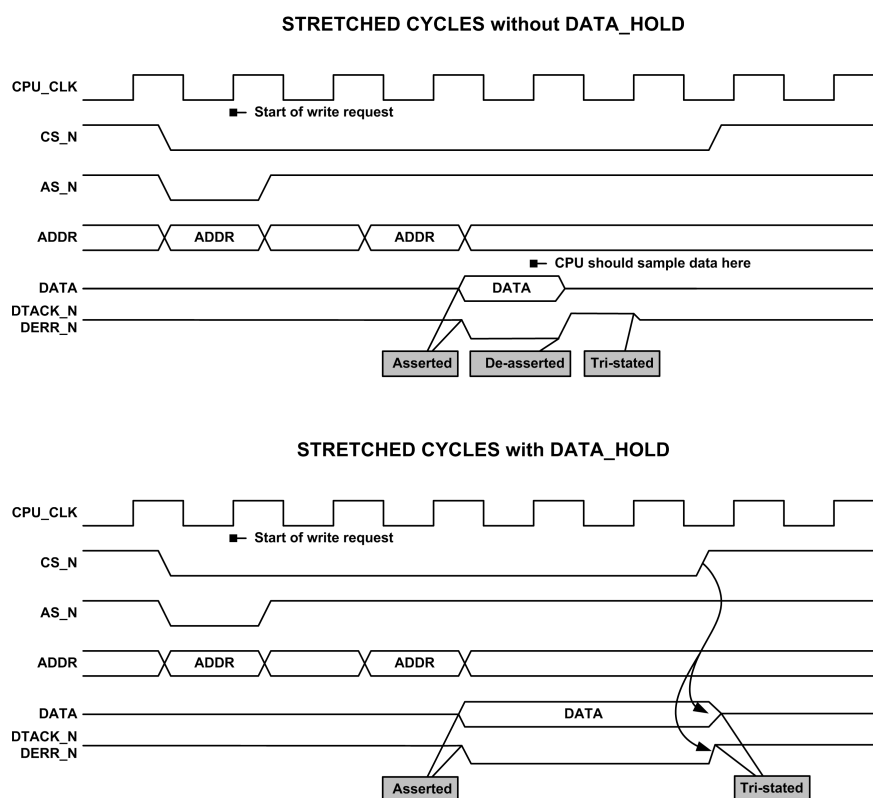 STRETCHED CYCLES without DATA_HOLD
CPU_CLK
Start of write request
CS_N
AS_N
ADDR ADDR ADDR
CPU should sample data here
DATA DATA
DTACK_N
DERR_N
Asserted De-asserted Tri-stated
STRETCHED CYCLES with DATA_HOLD
CPU_CLK
Start of write request
CS_N
AS_N
ADDR ADDR ADDR
DATA DATA
DTACK_N
DERR_N
Asserted Tri-stated